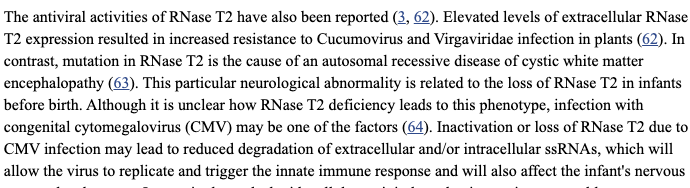 The antiviral activities of RNase T2 have also been reported (3, 62). Elevated levels of extracellular RNase
T2 expression resulted in increased resistance to Cucumovirus and Virgaviridae infection in plants (62). In
contrast, mutation in RNase T2 is the cause of an autosomal recessive disease of cystic white matter
encephalopathy (63). This particular neurological abnormality is related to the loss of RNase T2 in infants
before birth. Although it is unclear how RNase T2 deficiency leads to this phenotype, infection with
congenital cytomegalovirus (CMV) may be one of the factors (64). Inactivation or loss of RNase T2 due to
CMV infection may lead to reduced degradation of extracellular and/or intracellular ssRNAs, which will
allow the virus to replicate and trigger the innate immune response and will also affect the infant's nervous